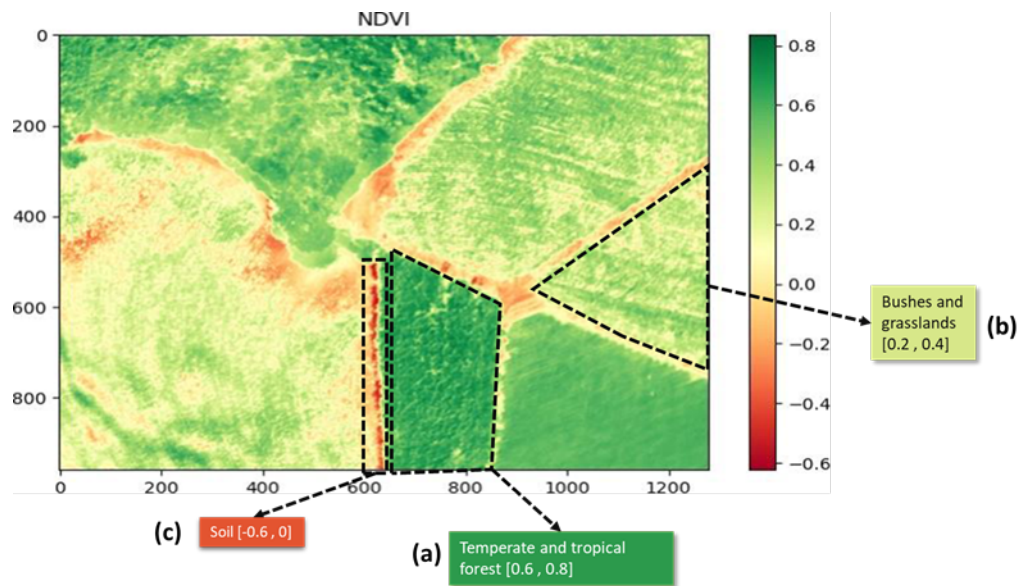 NDVI
0
200
400
600
800
0 200 400 600 800 1000 1200
0.8
0.6
0.4
0.2
0.0
−0.2
−0.4
−0.6
Bushes and
grasslands
[0.2 , 0.4]
(b)
(c)
Soil [-0.6 , 0]
(a)
Temperate and tropical
forest [0.6 , 0.8]